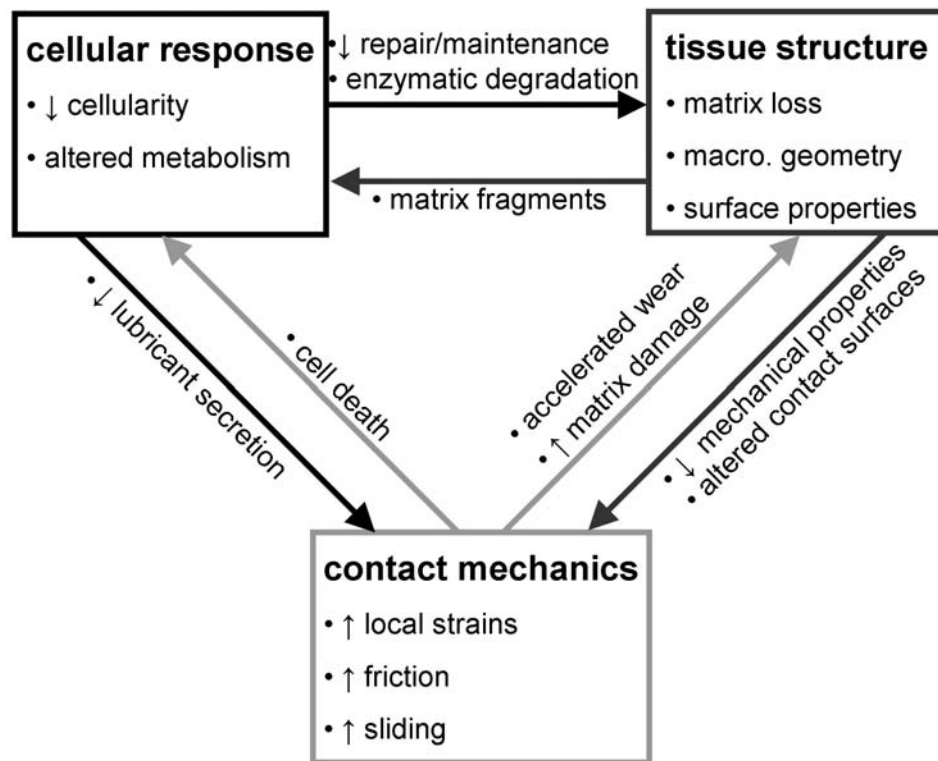 cellular response
• ↓ cellularity
• altered metabolism
•↓ repair/maintenance
• enzymatic degradation
• matrix fragments
tissue structure
• matrix loss
• macro. geometry
• surface properties
• ↓ lubricant secretion
• cell death
• accelerated wear
• ↑ matrix damage
• ↓ mechanical properties
• altered contact surfaces
contact mechanics
• ↑ local strains
• ↑ friction
• ↑ sliding